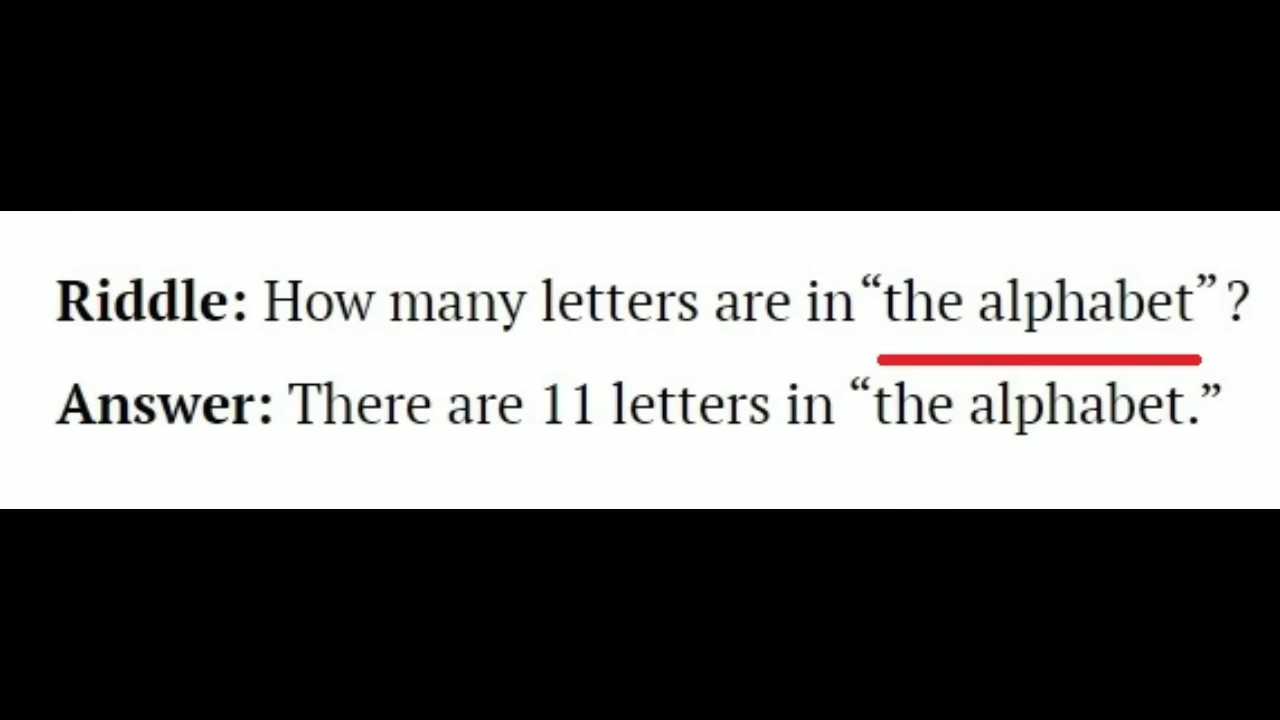 Riddle: How many letters are in “the alphabet” ?
Answer: There are 11 letters in “the alphabet.”